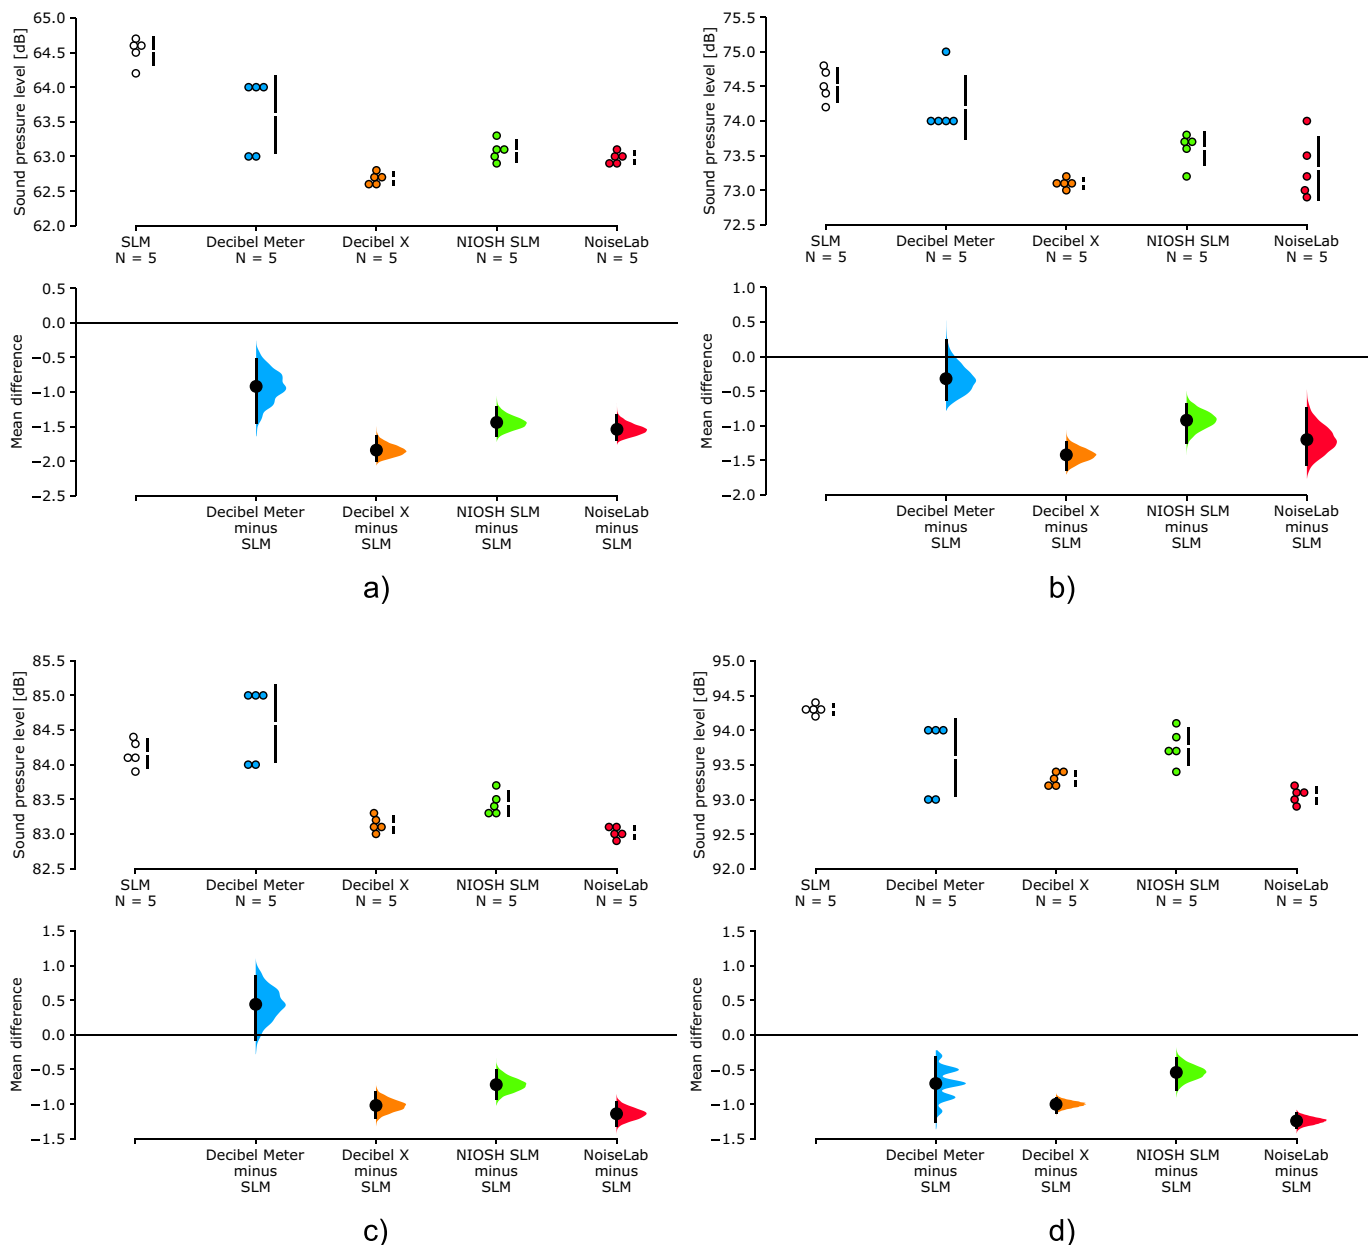 Sound pressure level [dB]
65.0
64.5
64.0
63.5
63.0
62.5
62.0
SLM
N = 5
Decibel Meter
N = 5
Decibel X
N = 5
NIOSH SLM
N = 5
NoiseLab
N = 5
Mean difference
0.5
0.0
−0.5
−1.0
−1.5
−2.0
−2.5
Decibel Meter
minus
SLM
Decibel X
minus
SLM
NIOSH SLM
minus
SLM
NoiseLab
minus
SLM
a)
Sound pressure level [dB]
75.5
75.0
74.5
74.0
73.5
73.0
72.5
SLM
N = 5
Decibel Meter
N = 5
Decibel X
N = 5
NIOSH SLM
N = 5
NoiseLab
N = 5
Mean difference
1.0
0.5
0.0
−0.5
−1.0
−1.5
−2.0
Decibel Meter
minus
SLM
Decibel X
minus
SLM
NIOSH SLM
minus
SLM
NoiseLab
minus
SLM
b)
Sound pressure level [dB]
85.5
85.0
84.5
84.0
83.5
83.0
82.5
SLM
N = 5
Decibel Meter
N = 5
Decibel X
N = 5
NIOSH SLM
N = 5
NoiseLab
N = 5
Mean difference
1.5
1.0
0.5
0.0
−0.5
−1.0
−1.5
Decibel Meter
minus
SLM
Decibel X
minus
SLM
NIOSH SLM
minus
SLM
NoiseLab
minus
SLM
c)
Sound pressure level [dB]
95.0
94.5
94.0
93.5
93.0
92.5
92.0
SLM
N = 5
Decibel Meter
N = 5
Decibel X
N = 5
NIOSH SLM
N = 5
NoiseLab
N = 5
Mean difference
1.5
1.0
0.5
0.0
−0.5
−1.0
−1.5
Decibel Meter
minus
SLM
Decibel X
minus
SLM
NIOSH SLM
minus
SLM
NoiseLab
minus
SLM
d)